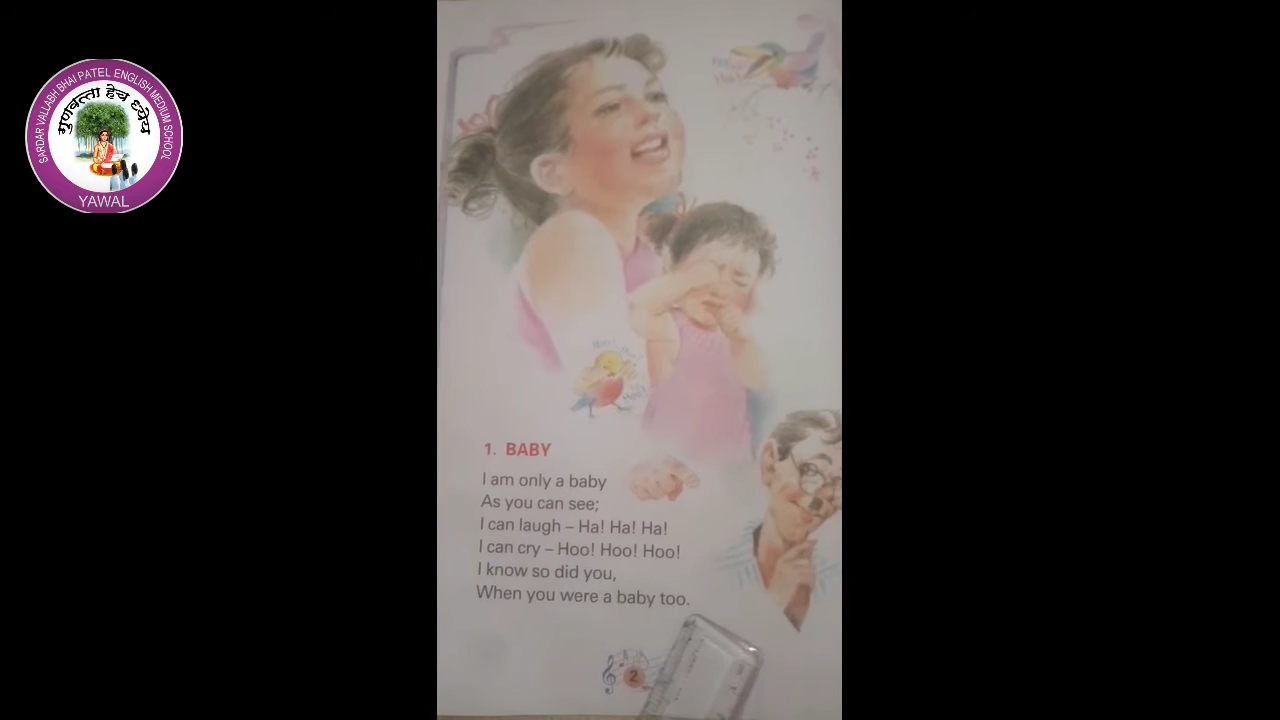 SARDAR VALLABH BHAI PATEL ENGLISH MEDIUM SCHOOL
गुणवत्ता हेच ध्येय
YAWAL
1. BABY
I am only a baby
As you can see;
I can laugh – Ha! Ha! Ha!
I can cry – Hoo! Hoo! Hoo!
I know so did you,
When you were a baby too.
2